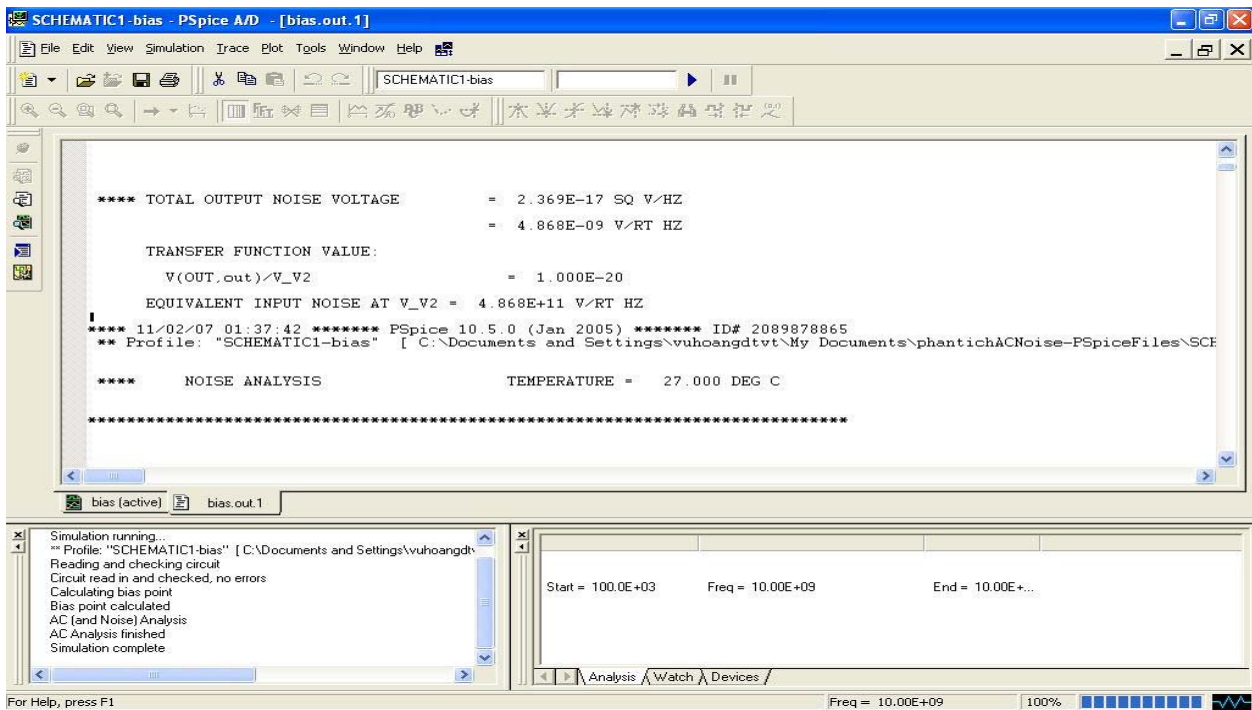 SCHEMATIC1-bias - PSpice A/D - [bias.out.1]
File Edit View Simulation Trace Plot Tools Window Help
SCHEMATIC1-bias
**** TOTAL OUTPUT NOISE VOLTAGE = 2.369E-17 SQ V/HZ
= 4.868E-09 V/RT HZ
TRANSFER FUNCTION VALUE:
V(OUT,out)/V_V2 = 1.000E-20
EQUIVALENT INPUT NOISE AT V_V2 = 4.868E+11 V/RT HZ
**** 11/02/07 01:37:42 ******* PSpice 10.5.0 (Jan 2005) ******* ID# 2089878865
** Profile: "SCHEMATIC1-bias" [ C:\Documents and Settings\vuhoangdtvt\My Documents\phantichACNoise-PSpiceFiles\SCH
**** NOISE ANALYSIS TEMPERATURE = 27.000 DEG C
******************************************************************************
bias (active) bias.out.1
Simulation running...
** Profile: "SCHEMATIC1-bias" [ C:\Documents and Settings\vuhoangdtv
Reading and checking circuit
Circuit read in and checked, no errors
Calculating bias point
Bias point calculated
AC (and Noise) Analysis
AC Analysis finished
Simulation complete
Start = 100.0E+03 Freq = 10.00E+09 End = 10.00E+...
Analysis Watch Devices
For Help, press F1 Freq = 10.00E+09 100%